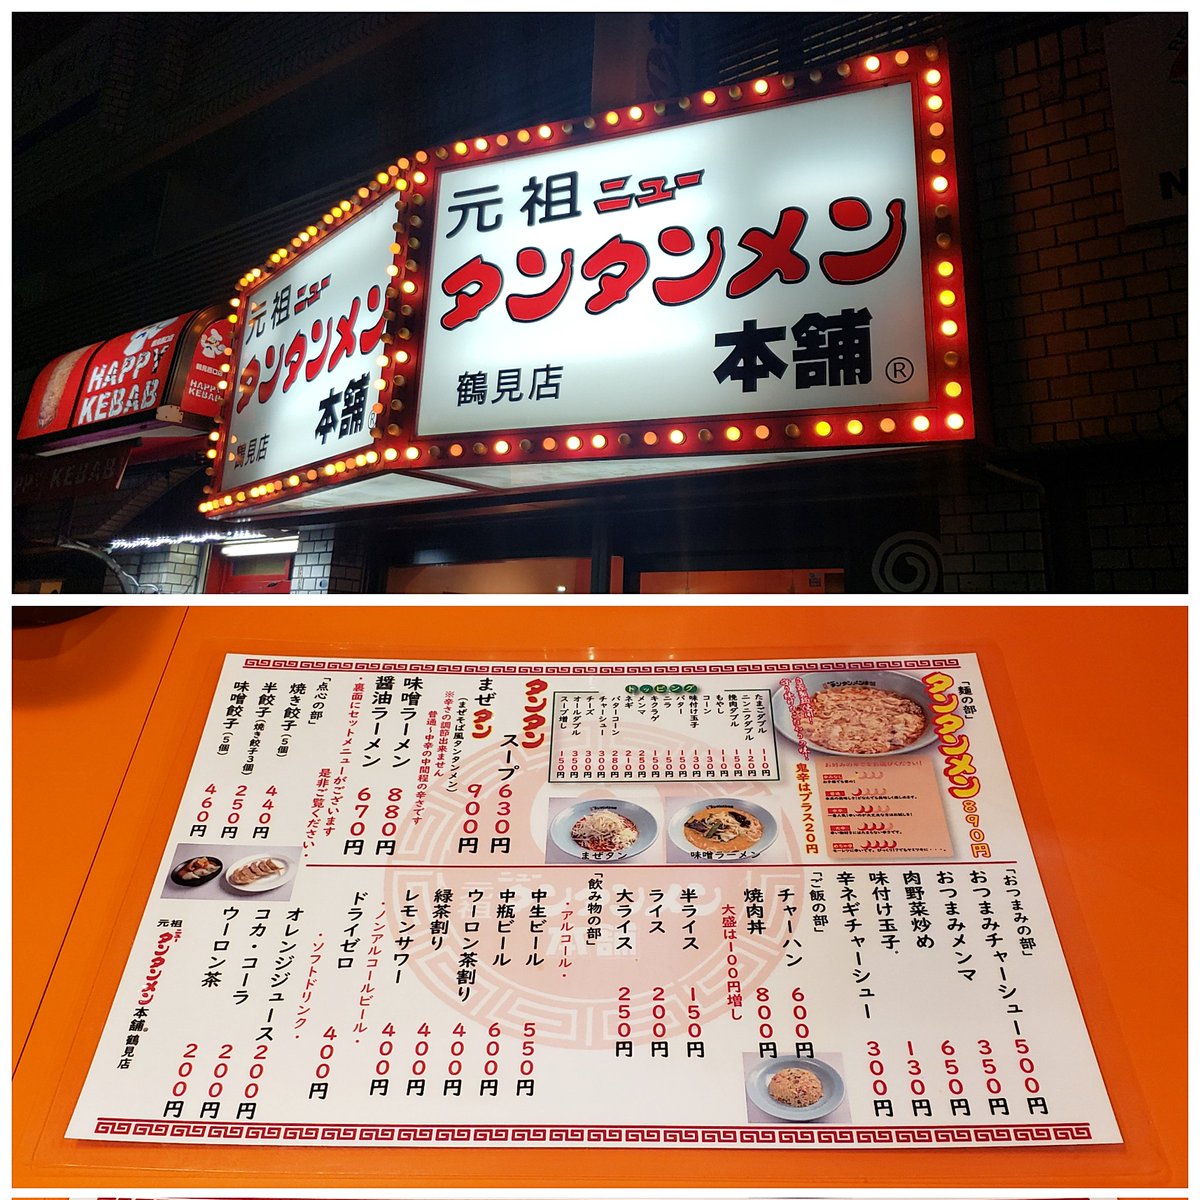 元祖ニュー
タンタンメン
本舗®
鶴見店
元祖ニュー
タンタンメン
本舗®
鶴見店
HAPPY
KEBAB
HAPPY
KEBAB
「麺の部」
タンタンメン 890円
鬼辛はプラス20円
トッピング
たまごダブル 110円
ニンニクダブル 120円
挽肉ダブル 150円
もやし 110円
コーン 130円
味付け玉子 130円
バター
ニラ 150円
キクラゲ
メンマ
ネギ 210円
バターコーン 280円
チャーシュー 300円
チーズ
オールダブル 350円
スープ増し 150円
まぜタン
味噌ラーメン
タンタン
スープ 630円
まぜタン 900円
(まぜそば風タンタンメン)
※辛さの調節出来ません
普通～中辛の中間程の辛さです
味噌ラーメン 880円
醤油ラーメン 670円
・裏面にセットメニューがございます
是非ご覧ください・
「点心の部」
焼き餃子(5個) 440円
半餃子(焼き餃子3個) 250円
味噌餃子(5個) 460円
「おつまみの部」
おつまみチャーシュー 500円
おつまみメンマ 350円
肉野菜炒め 650円
味付け玉子 130円
辛ネギチャーシュー 300円
「ご飯の部」
チャーハン 600円
焼肉丼 800円
大盛は100円増し
半ライス 150円
ライス 200円
大ライス 250円
「飲み物の部」
・アルコール・
中生ビール 550円
中瓶ビール 600円
ウーロン茶割り 400円
緑茶割り 400円
レモンサワー 400円
・ノンアルコールビール・
ドライゼロ 400円
・ソフトドリンク・
オレンジジュース 200円
コカ・コーラ 200円
ウーロン茶 200円
元祖ニュータンタンメン本舗® 鶴見店